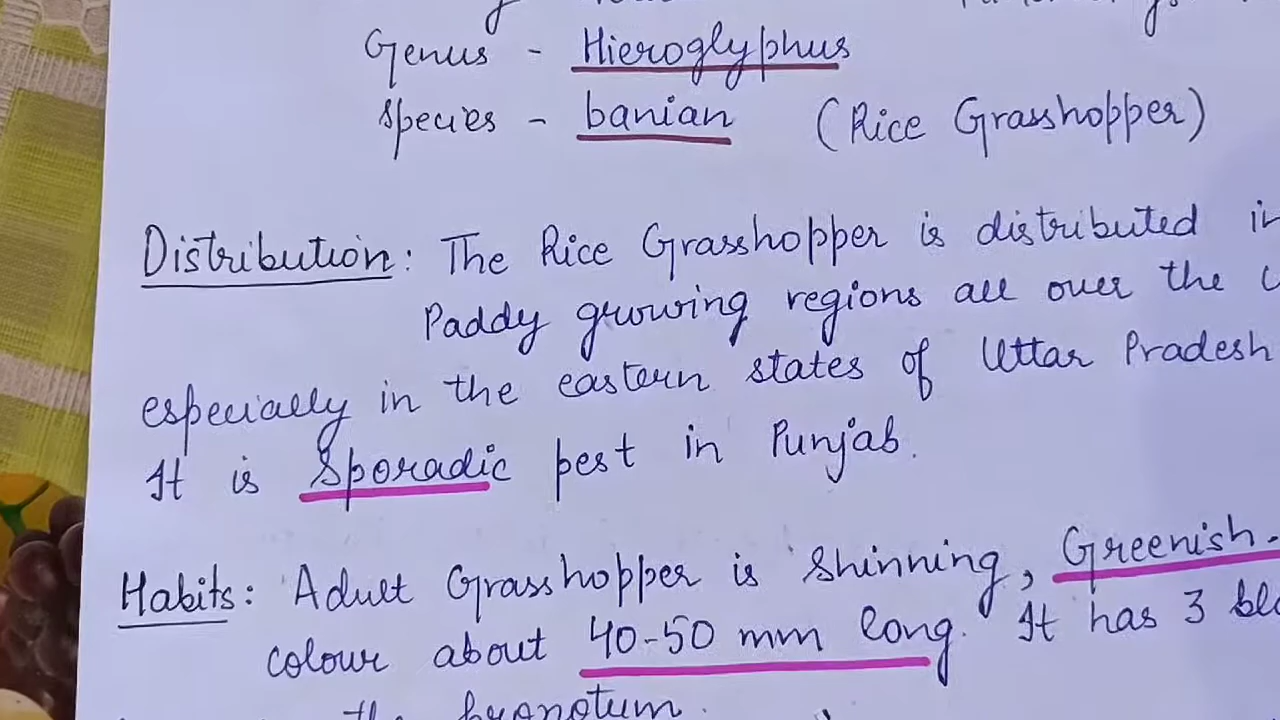 Genus - Hieroglyphus
Species - banian (Rice Grasshopper)
Distribution: The Rice Grasshopper is distributed in
Paddy growing regions all over the
especially in the eastern states of Uttar Pradesh
It is Sporadic pest in Punjab.
Habits: Adult Grasshopper is Shinning, Greenish-
colour about 40-50 mm long. It has 3
the pronotum.